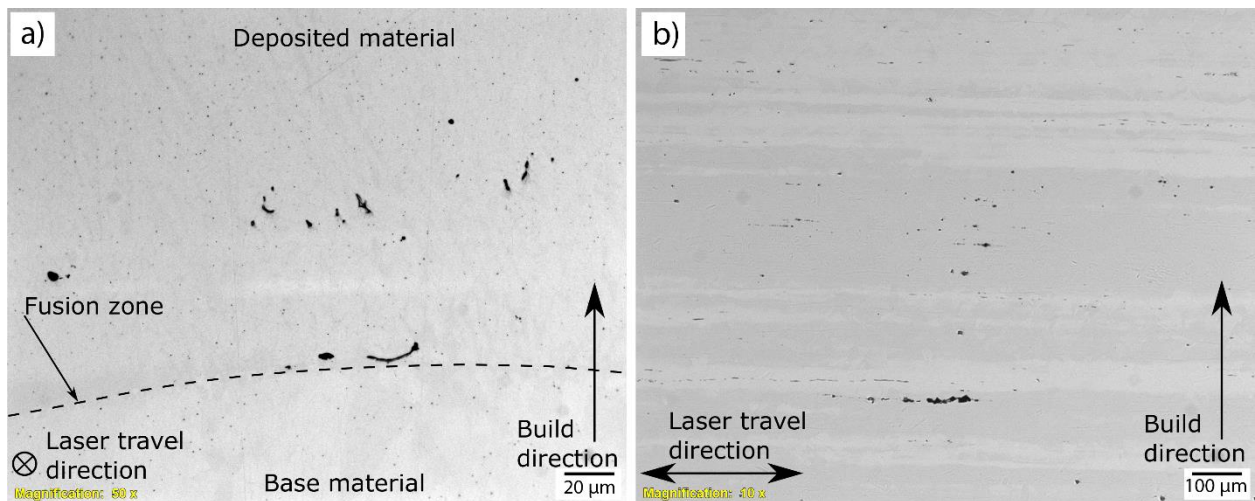 a)
Deposited material
Fusion zone
Laser travel
direction
Base material
Build
direction
20 µm
Magnification: 50 x
b)
Laser travel
direction
Build
direction
100 µm
Magnification: 10 x